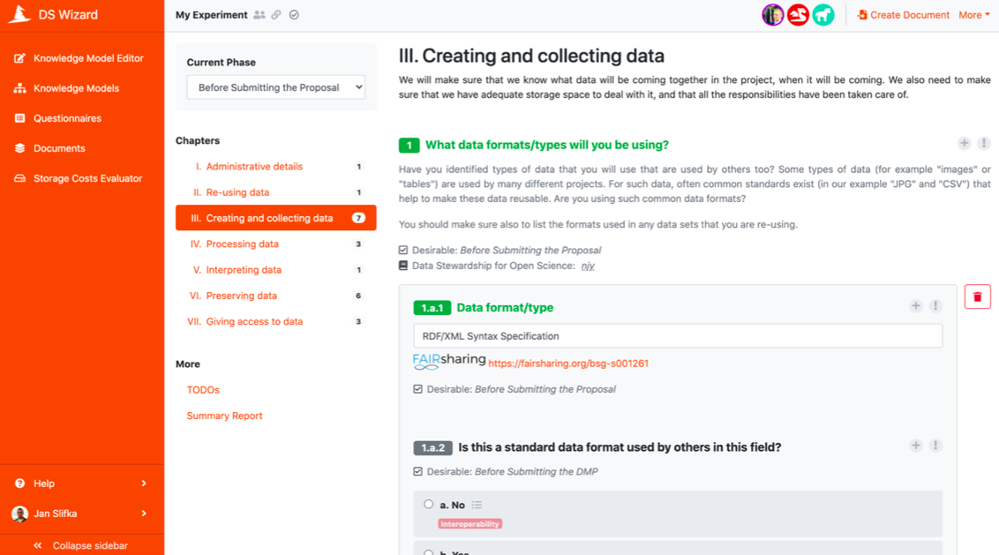 DS Wizard
Knowledge Model Editor
Knowledge Models
Questionnaires
Documents
Storage Costs Evaluator
Help
Jan Slifka
Collapse sidebar
My Experiment
Create Document
More
Current Phase
Before Submitting the Proposal
Chapters
I. Administrative details 1
II. Re-using data 1
III. Creating and collecting data 7
IV. Processing data 3
V. Interpreting data 1
VI. Preserving data 6
VII. Giving access to data 3
More
TODOs
Summary Report
III. Creating and collecting data
We will make sure that we know what data will be coming together in the project, when it will be coming. We also need to make
sure that we have adequate storage space to deal with it, and that all the responsibilities have been taken care of.
1 What data formats/types will you be using?
Have you identified types of data that you will use that are used by others too? Some types of data (for example "images" or
"tables") are used by many different projects. For such data, often common standards exist (in our example "JPG" and "CSV") that
help to make these data reusable. Are you using such common data formats?
You should make sure also to list the formats used in any data sets that you are re-using.
Desirable: Before Submitting the Proposal
Data Stewardship for Open Science: njy
1.a.1 Data format/type
RDF/XML Syntax Specification
FAIRsharing https://fairsharing.org/bsg-s001261
Desirable: Before Submitting the Proposal
1.a.2 Is this a standard data format used by others in this field?
Desirable: Before Submitting the DMP
a. No
Interoperability
b. Yes